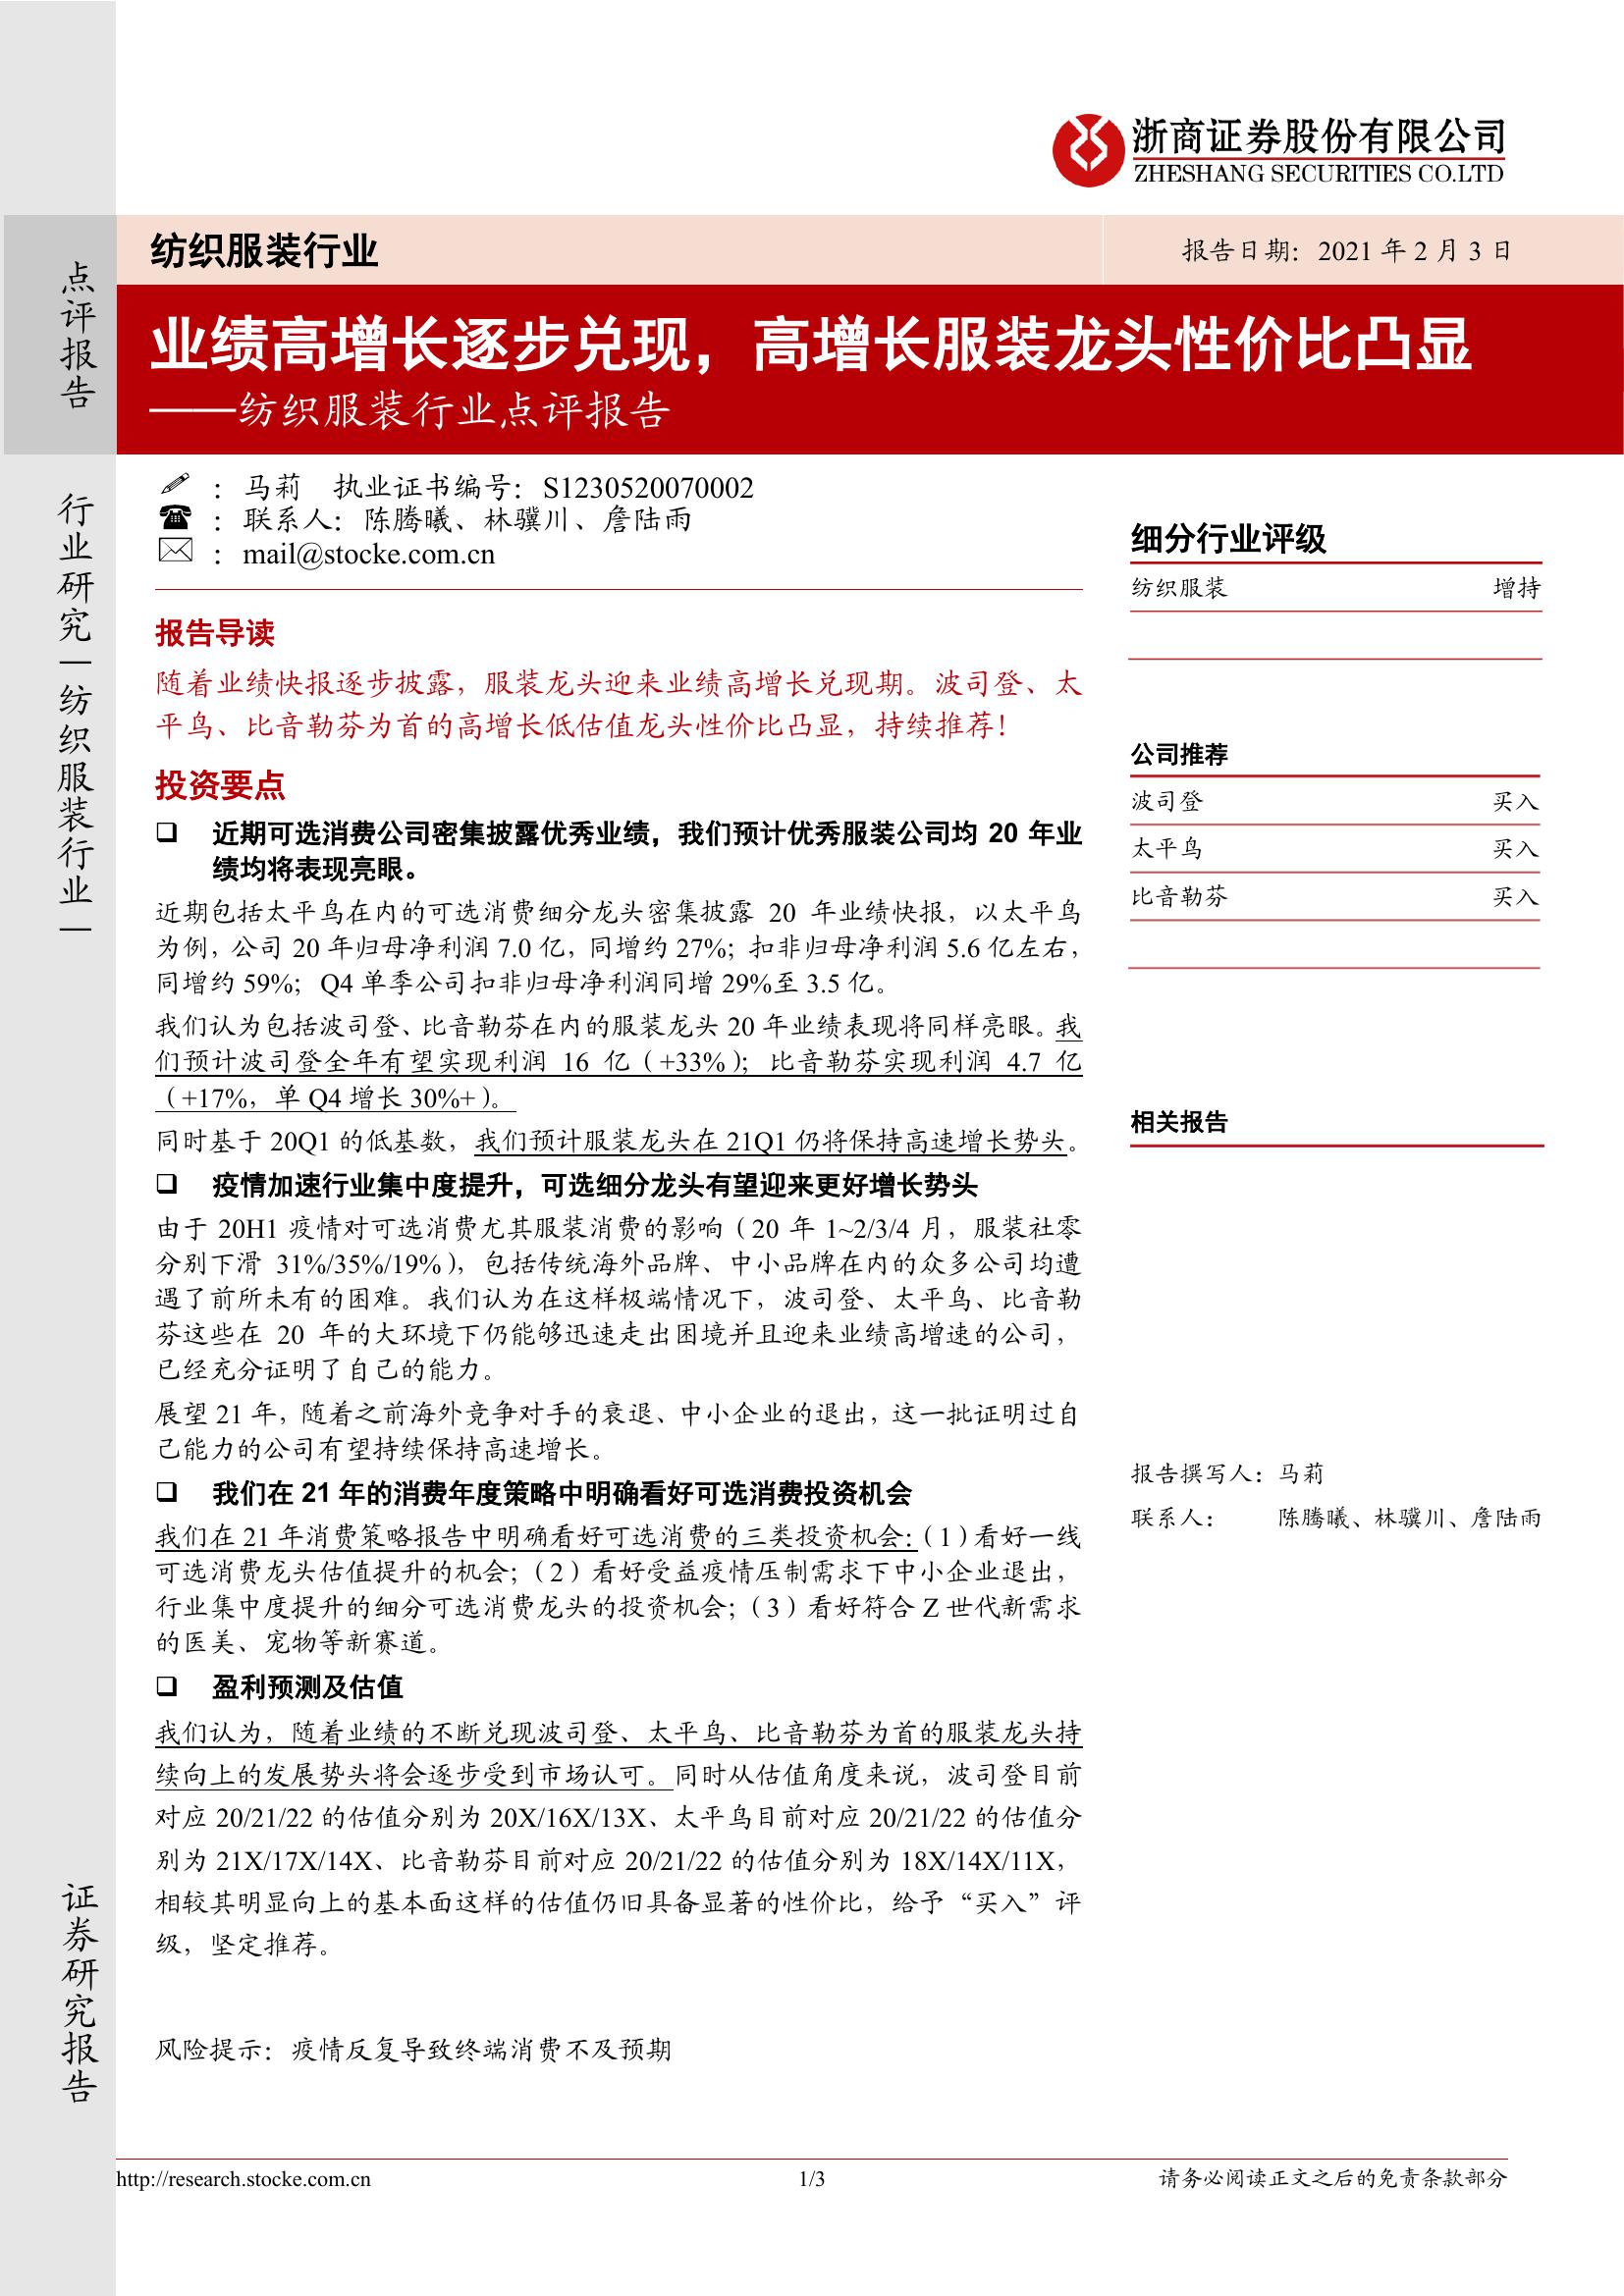 浙商证券股份有限公司
ZHESHANG SECURITIES CO.LTD
点评报告
行业研究|纺织服装行业|
证券研究报告
纺织服装行业
报告日期：2021 年 2 月 3 日
业绩高增长逐步兑现，高增长服装龙头性价比凸显
——纺织服装行业点评报告
：马莉　执业证书编号：S1230520070002
：联系人：陈腾曦、林骥川、詹陆雨
：mail@stocke.com.cn
报告导读
随着业绩快报逐步披露，服装龙头迎来业绩高增长兑现期。波司登、太
平鸟、比音勒芬为首的高增长低估值龙头性价比凸显，持续推荐！
投资要点
❑ 近期可选消费公司密集披露优秀业绩，我们预计优秀服装公司均 20 年业
绩均将表现亮眼。
近期包括太平鸟在内的可选消费细分龙头密集披露 20 年业绩快报，以太平鸟
为例，公司 20 年归母净利润 7.0 亿，同增约 27%；扣非归母净利润 5.6 亿左右，
同增约 59%；Q4 单季公司扣非归母净利润同增 29%至 3.5 亿。
我们认为包括波司登、比音勒芬在内的服装龙头 20 年业绩表现将同样亮眼。我
们预计波司登全年有望实现利润 16 亿（+33%）；比音勒芬实现利润 4.7 亿
（+17%，单 Q4 增长 30%+）。
同时基于 20Q1 的低基数，我们预计服装龙头在 21Q1 仍将保持高速增长势头。
❑ 疫情加速行业集中度提升，可选细分龙头有望迎来更好增长势头
由于 20H1 疫情对可选消费尤其服装消费的影响（20 年 1~2/3/4 月，服装社零
分别下滑 31%/35%/19%），包括传统海外品牌、中小品牌在内的众多公司均遭
遇了前所未有的困难。我们认为在这样极端情况下，波司登、太平鸟、比音勒
芬这些在 20 年的大环境下仍能够迅速走出困境并且迎来业绩高增速的公司，
已经充分证明了自己的能力。
展望 21 年，随着之前海外竞争对手的衰退、中小企业的退出，这一批证明过自
己能力的公司有望持续保持高速增长。
❑ 我们在 21 年的消费年度策略中明确看好可选消费投资机会
我们在 21 年消费策略报告中明确看好可选消费的三类投资机会：（1）看好一线
可选消费龙头估值提升的机会；（2）看好受益疫情压制需求下中小企业退出，
行业集中度提升的细分可选消费龙头的投资机会；（3）看好符合 Z 世代新需求
的医美、宠物等新赛道。
❑ 盈利预测及估值
我们认为，随着业绩的不断兑现波司登、太平鸟、比音勒芬为首的服装龙头持
续向上的发展势头将会逐步受到市场认可。同时从估值角度来说，波司登目前
对应 20/21/22 的估值分别为 20X/16X/13X、太平鸟目前对应 20/21/22 的估值分
别为 21X/17X/14X、比音勒芬目前对应 20/21/22 的估值分别为 18X/14X/11X，
相较其明显向上的基本面这样的估值仍旧具备显著的性价比，给予“买入”评
级，坚定推荐。
风险提示：疫情反复导致终端消费不及预期
细分行业评级
纺织服装 增持
公司推荐
波司登 买入
太平鸟 买入
比音勒芬 买入
相关报告
报告撰写人：马莉
联系人： 陈腾曦、林骥川、詹陆雨
http://research.stocke.com.cn
1/3
请务必阅读正文之后的免责条款部分